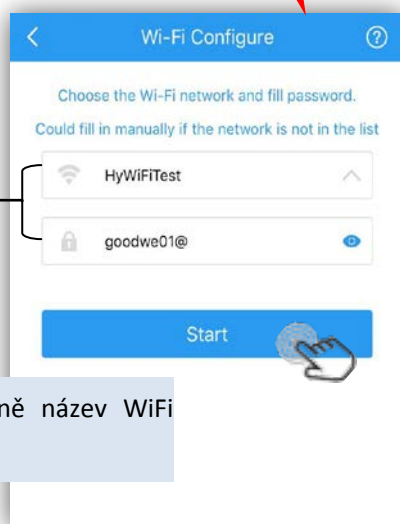 Wi-Fi Configure
Choose the Wi-Fi network and fill password.
Could fill in manually if the network is not in the list
HyWiFiTest
goodwe01@
Start
název WiFi